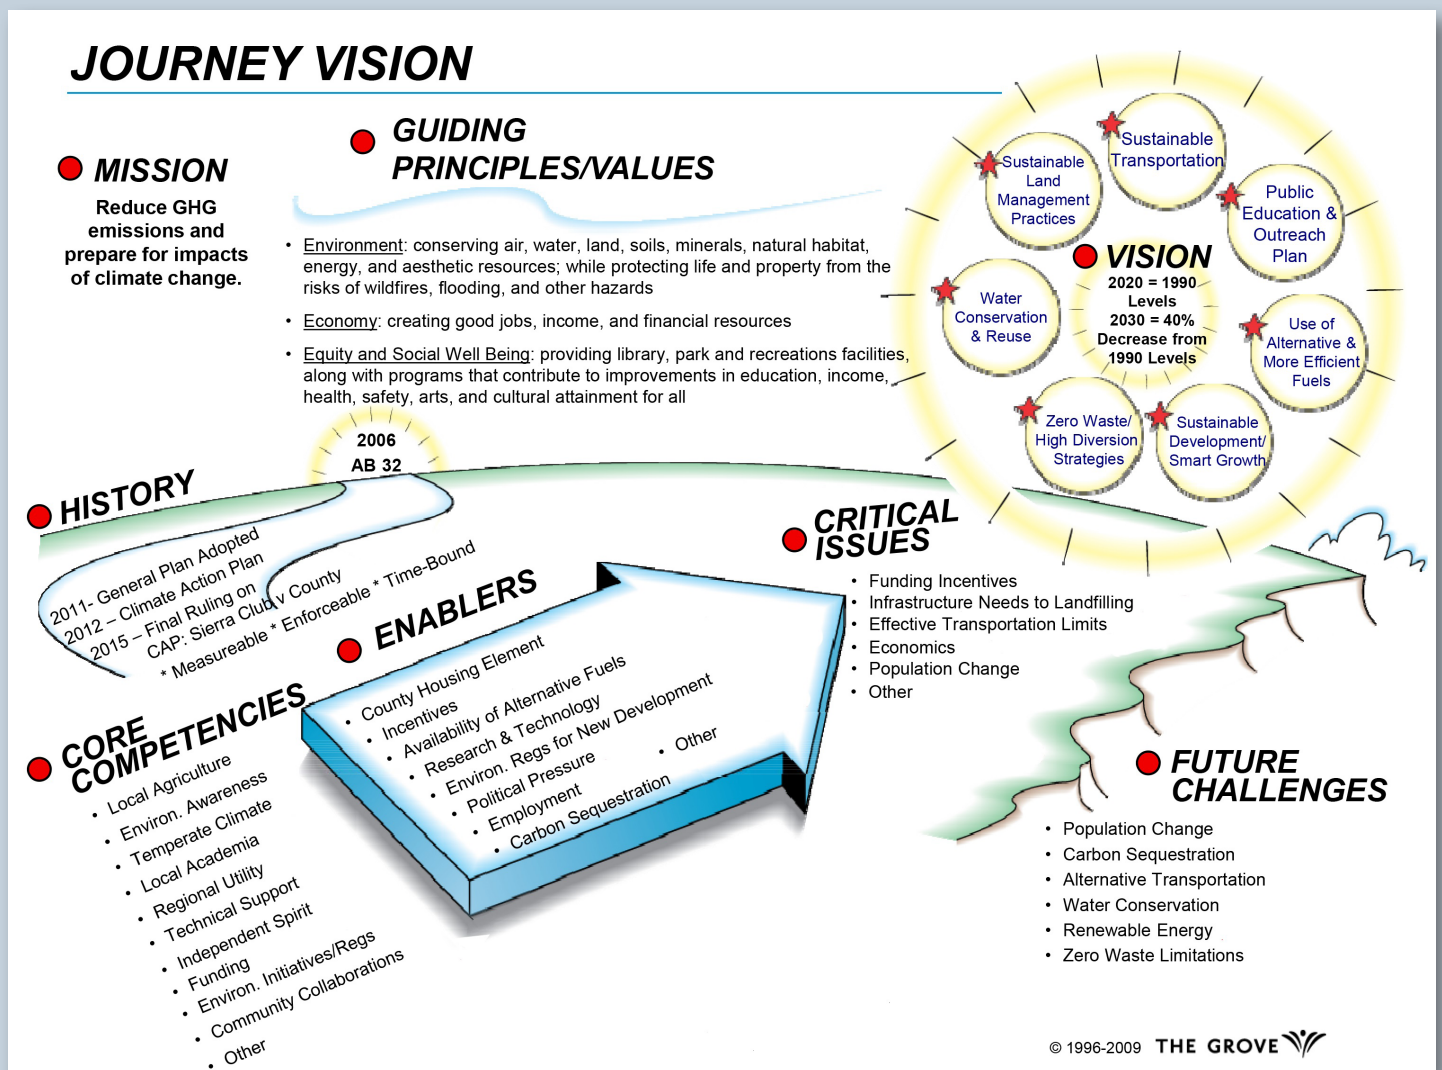 JOURNEY VISION
MISSION
Reduce GHG
emissions and
prepare for impacts
of climate change.
GUIDING
PRINCIPLES/VALUES
• Environment: conserving air, water, land, soils, minerals, natural habitat,
energy, and aesthetic resources; while protecting life and property from the
risks of wildfires, flooding, and other hazards
• Economy: creating good jobs, income, and financial resources
• Equity and Social Well Being: providing library, park and recreations facilities,
along with programs that contribute to improvements in education, income,
health, safety, arts, and cultural attainment for all
VISION
2020 = 1990
Levels
2030 = 40%
Decrease from
1990 Levels
Sustainable
Transportation
Public
Education &
Outreach
Plan
Use of
Alternative &
More Efficient
Fuels
Sustainable
Development/
Smart Growth
Zero Waste/
High Diversion
Strategies
Water
Conservation
& Reuse
Sustainable
Land
Management
Practices
2006
AB 32
HISTORY
2011- General Plan Adopted
2012 – Climate Action Plan
2015 – Final Ruling on
CAP: Sierra Club v County
* Measureable * Enforceable * Time-Bound
ENABLERS
• County Housing Element
• Incentives
• Availability of Alternative Fuels
• Research & Technology
• Environ. Regs for New Development
• Political Pressure
• Employment
• Carbon Sequestration
• Other
CRITICAL
ISSUES
• Funding Incentives
• Infrastructure Needs to Landfilling
• Effective Transportation Limits
• Economics
• Population Change
• Other
CORE
COMPETENCIES
• Local Agriculture
• Environ. Awareness
• Temperate Climate
• Local Academia
• Regional Utility
• Technical Support
• Independent Spirit
• Funding
• Environ. Initiatives/Regs
• Community Collaborations
• Other
FUTURE
CHALLENGES
• Population Change
• Carbon Sequestration
• Alternative Transportation
• Water Conservation
• Renewable Energy
• Zero Waste Limitations
© 1996-2009 THE GROVE